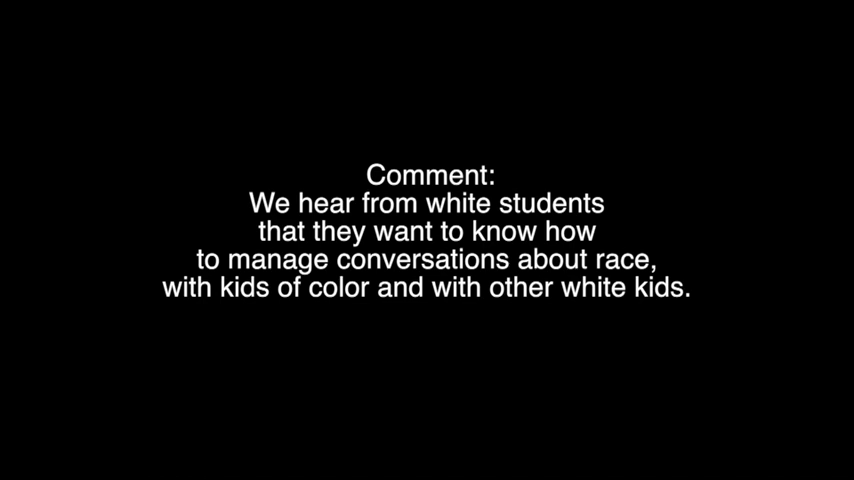 Comment:
We hear from white students
that they want to know how
to manage conversations about race,
with kids of color and with other white kids.